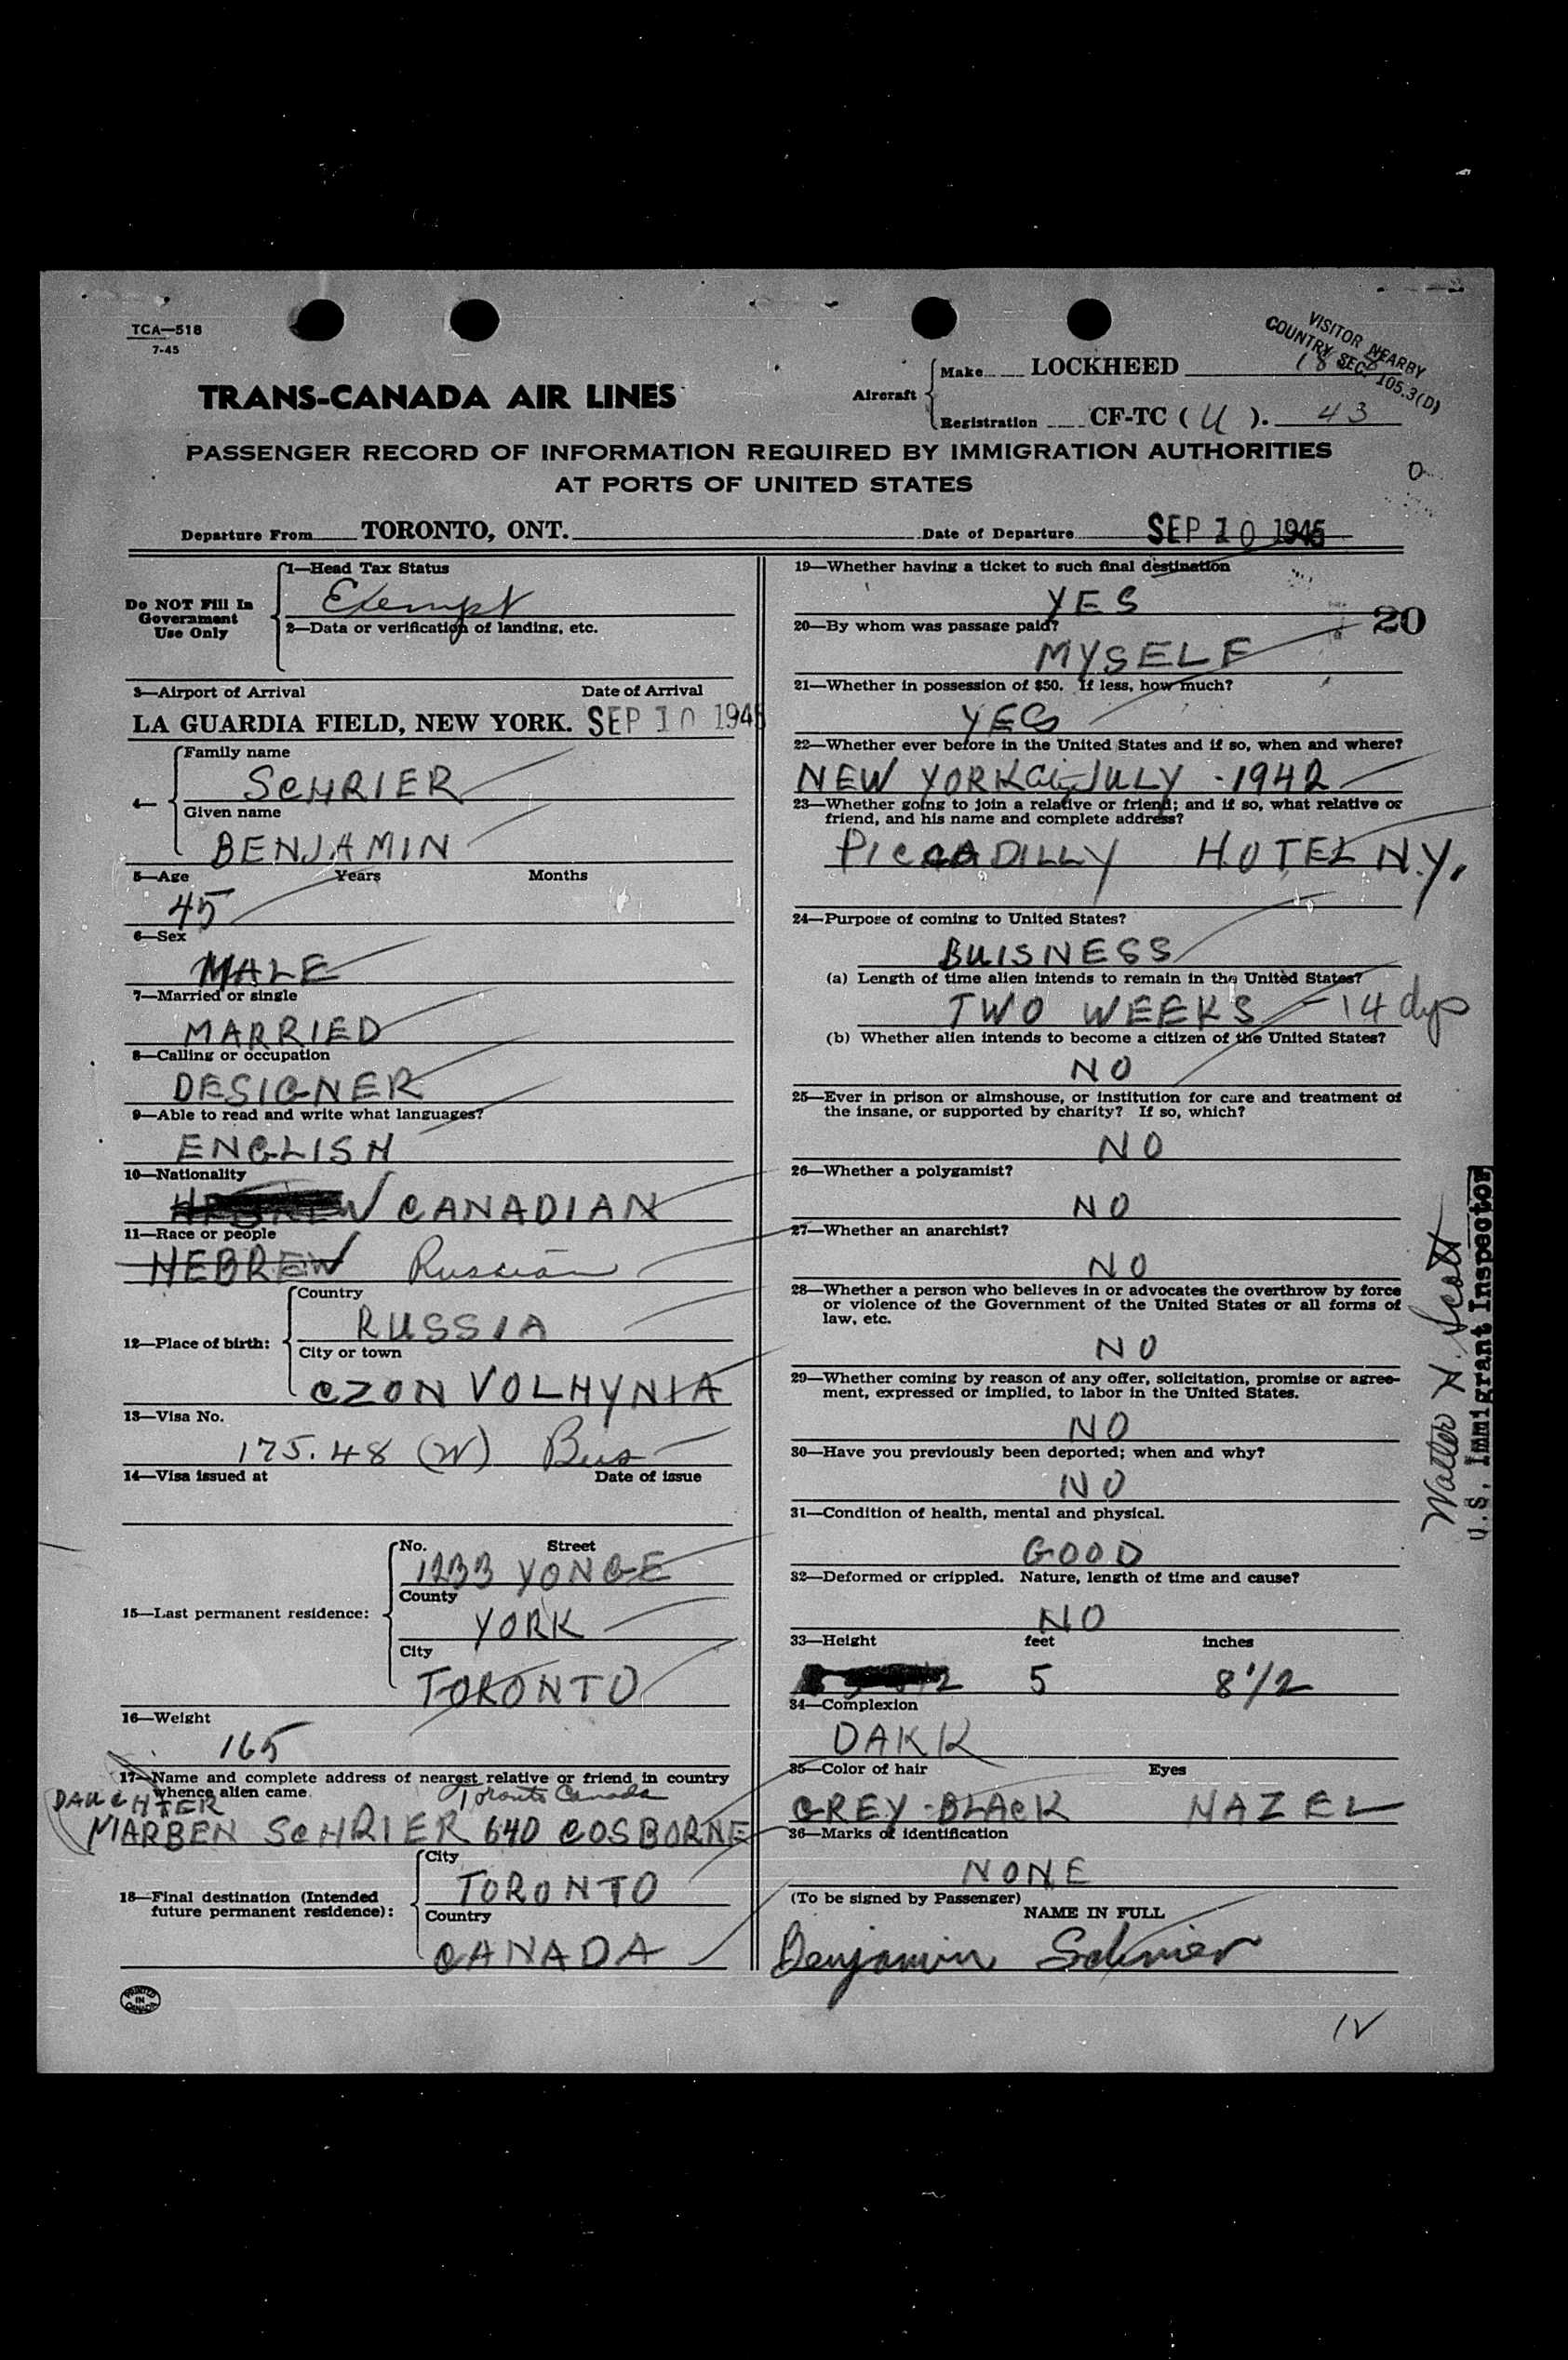 TCA—518
7-45
VISITOR NEARBY
COUNTRY SEC. 105.3(D)
TRANS-CANADA AIR LINES
Aircraft
Make LOCKHEED 18
Registration CF-TC ( U ). 43
PASSENGER RECORD OF INFORMATION REQUIRED BY IMMIGRATION AUTHORITIES
AT PORTS OF UNITED STATES
Departure From TORONTO, ONT. Date of Departure SEP 10 1945
Do NOT Fill In
Government
Use Only
1—Head Tax Status
Exempt
2—Data or verification of landing, etc.
3—Airport of Arrival Date of Arrival
LA GUARDIA FIELD, NEW YORK. SEP 10 1945
4—
Family name
SCHRIER
Given name
BENJAMIN
5—Age Years Months
45
6—Sex
MALE
7—Married or single
MARRIED
8—Calling or occupation
DESIGNER
9—Able to read and write what languages?
ENGLISH
10—Nationality
HEBREW CANADIAN
11—Race or people
HEBREW Russian
12—Place of birth:
Country
RUSSIA
City or town
CZON VOLHYNIA
13—Visa No.
175.48 (W) Bus
14—Visa issued at Date of issue
15—Last permanent residence:
No. Street
1233 YONGE
County
YORK
City
TORONTO
16—Weight
165
17—Name and complete address of nearest relative or friend in country
whence alien came
DAUGHTER Toronto Canada
MARBEN SCHRIER 640 COSBORNE
18—Final destination (Intended
future permanent residence):
City
TORONTO
Country
CANADA
PRINTED
IN
CANADA
19—Whether having a ticket to such final destination
YES
20
20—By whom was passage paid?
MYSELF
21—Whether in possession of $50. If less, how much?
YES
22—Whether ever before in the United States and if so, when and where?
NEW YORK City JULY - 1942
23—Whether going to join a relative or friend; and if so, what relative or
friend, and his name and complete address?
PICCADILLY HOTEL N.Y.
24—Purpose of coming to United States?
BUISNESS
(a) Length of time alien intends to remain in the United States?
TWO WEEKS - 14 dys
(b) Whether alien intends to become a citizen of the United States?
NO
25—Ever in prison or almshouse, or institution for care and treatment of
the insane, or supported by charity? If so, which?
NO
26—Whether a polygamist?
NO
27—Whether an anarchist?
NO
28—Whether a person who believes in or advocates the overthrow by force
or violence of the Government of the United States or all forms of
law, etc.
NO
29—Whether coming by reason of any offer, solicitation, promise or agree-
ment, expressed or implied, to labor in the United States.
NO
30—Have you previously been deported; when and why?
NO
31—Condition of health, mental and physical.
GOOD
32—Deformed or crippled. Nature, length of time and cause?
NO
33—Height feet inches
5 8 1/2
34—Complexion
DAKK
35—Color of hair Eyes
GREY-BLACK HAZEL
36—Marks of identification
NONE
(To be signed by Passenger)
NAME IN FULL
Benjamin Schrier
Walter H. Scott
U.S. Immigrant Inspector